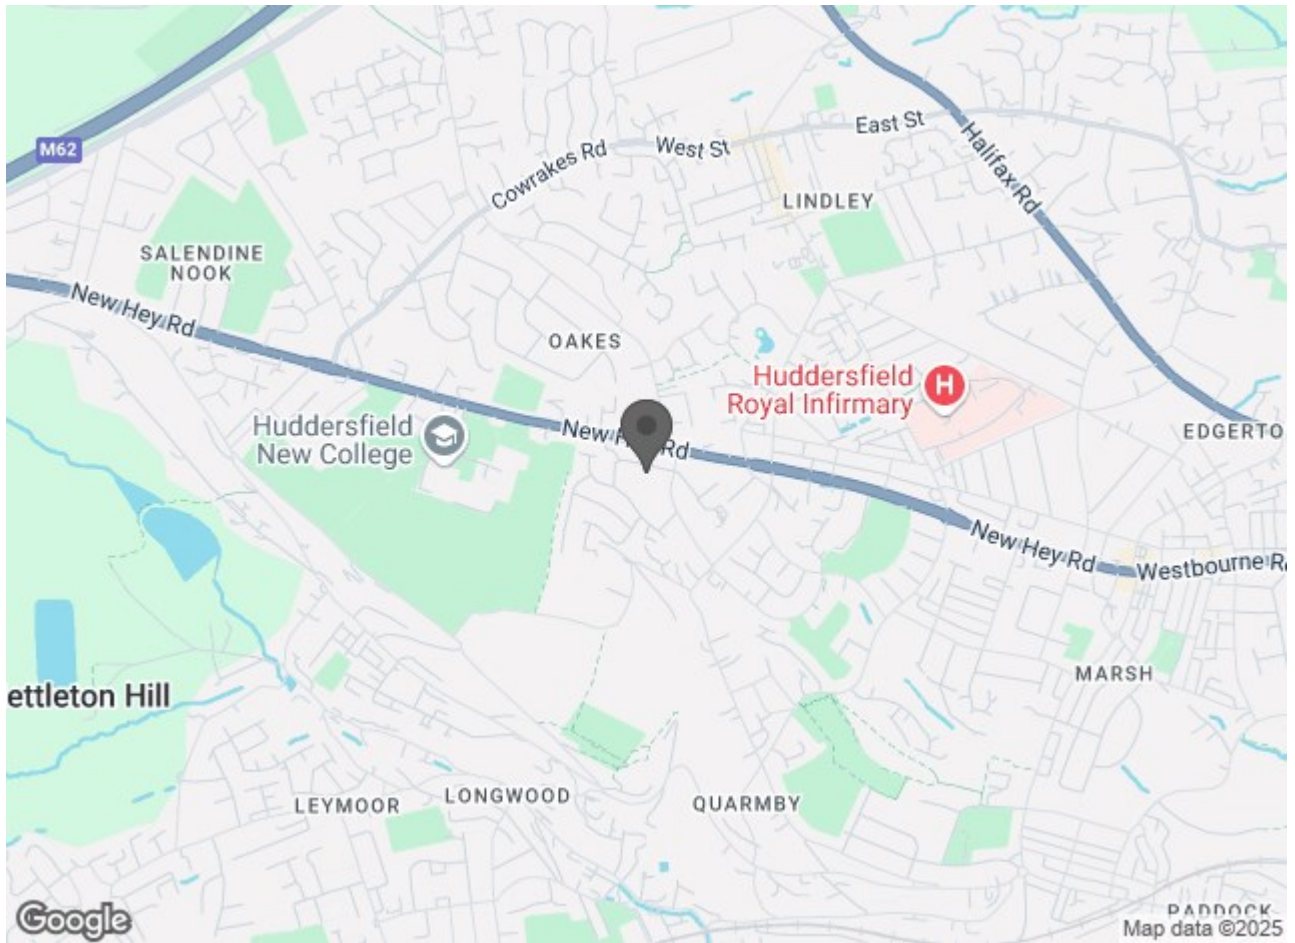 M62
Cowrakes Rd
West St
East St
Halifax Rd
LINDLEY
SALENDINE
NOOK
New Hey Rd
OAKES
Huddersfield
Royal Infirmary
H
Huddersfield
New College
New H Rd
EDGERTO
New Hey Rd
Westbourne R
ettleton Hill
MARSH
LEYMOOR
LONGWOOD
QUARMBY
PADDOCK
Google
Map data ©2025